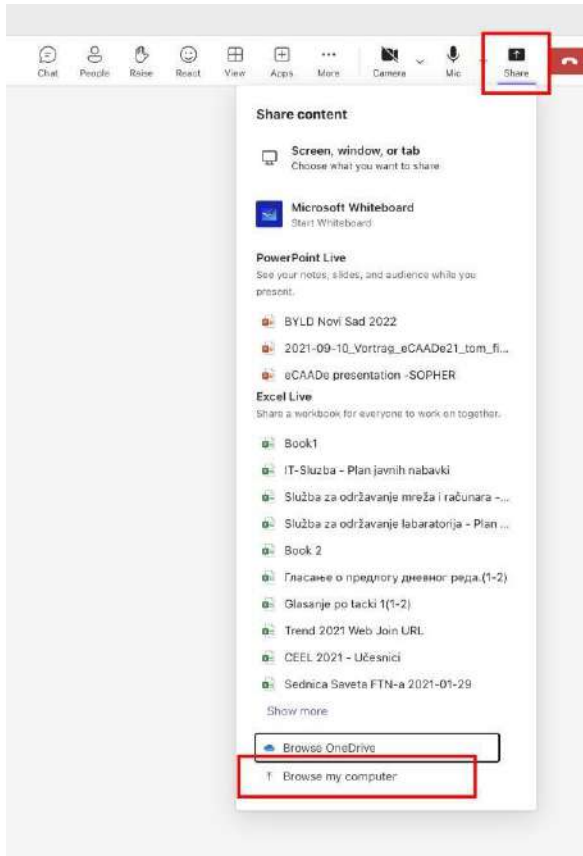 Chat People Raise React View Apps More Camera Mic Share
Share content
Screen, window, or tab
Choose what you want to share
Microsoft Whiteboard
Start Whiteboard
PowerPoint Live
See your notes, slides, and audience while you
present.
BYLD Novi Sad 2022
2021-09-10_Vortrag_eCAADe21_tom_fi...
eCAADe presentation -SOPHER
Excel Live
Share a workbook for everyone to work on together.
Book1
IT-Sluzba - Plan javnih nabavki
Služba za održavanje mreža i računara -...
Služba za održavanje labaratorija - Plan ...
Book 2
Гласање о предлогу дневног реда.(1-2)
Glasanje po tacki 1(1-2)
Trend 2021 Web Join URL
CEEL 2021 - Učesnici
Sednica Saveta FTN-a 2021-01-29
Show more
Browse OneDrive
Browse my computer